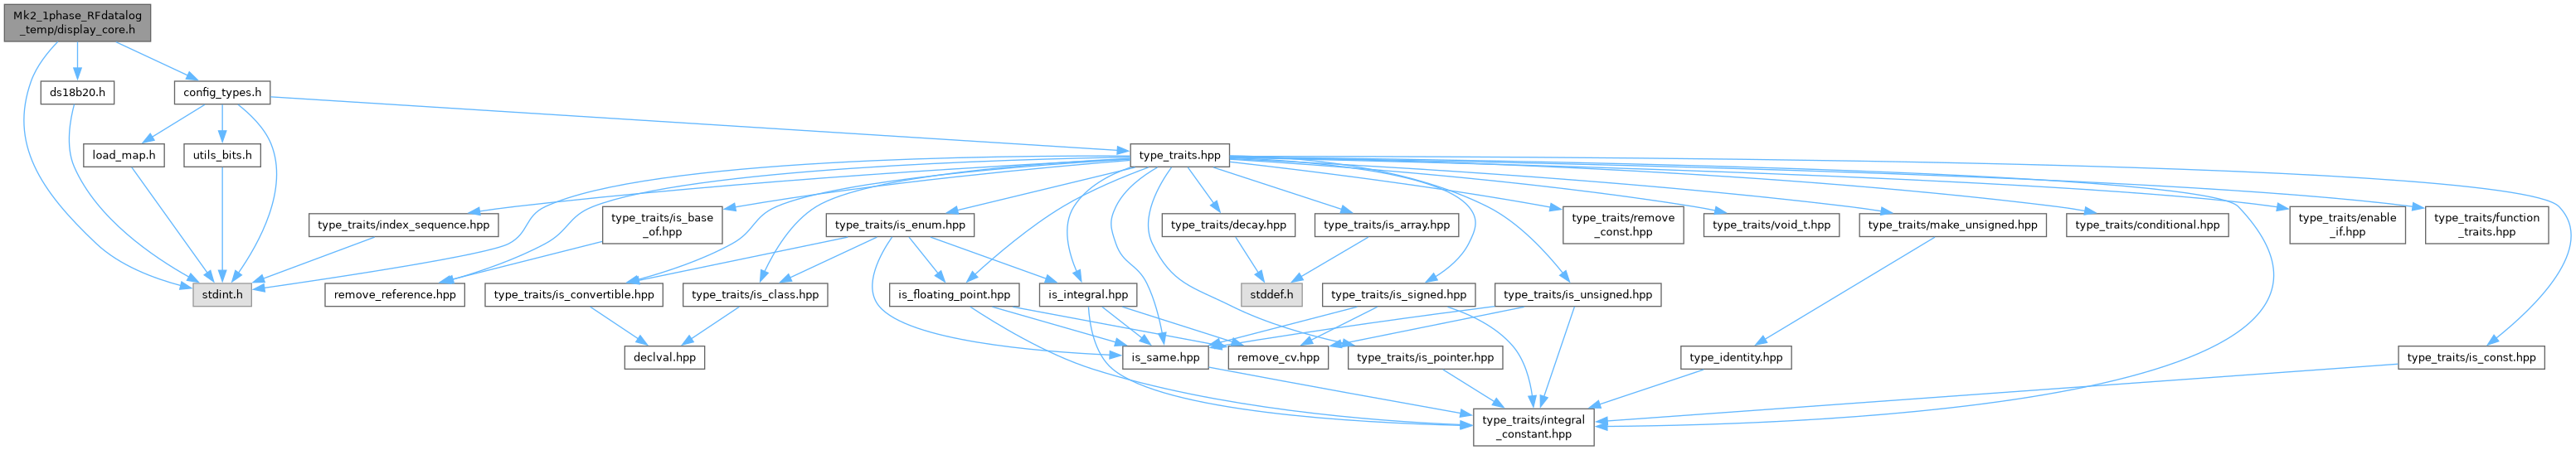 Mk2_1phase_RFdatalog
_temp/display_core.h
ds18b20.h
config_types.h
load_map.h
utils_bits.h
type_traits.hpp
type_traits/index_sequence.hpp
type_traits/is_base
_of.hpp
type_traits/is_enum.hpp
type_traits/decay.hpp
type_traits/is_array.hpp
type_traits/remove
_const.hpp
type_traits/void_t.hpp
type_traits/make_unsigned.hpp
type_traits/conditional.hpp
type_traits/enable
_if.hpp
type_traits/function
_traits.hpp
stdint.h
remove_reference.hpp
type_traits/is_convertible.hpp
type_traits/is_class.hpp
is_floating_point.hpp
is_integral.hpp
stddef.h
type_traits/is_signed.hpp
type_traits/is_unsigned.hpp
declval.hpp
is_same.hpp
remove_cv.hpp
type_traits/is_pointer.hpp
type_identity.hpp
type_traits/is_const.hpp
type_traits/integral
_constant.hpp